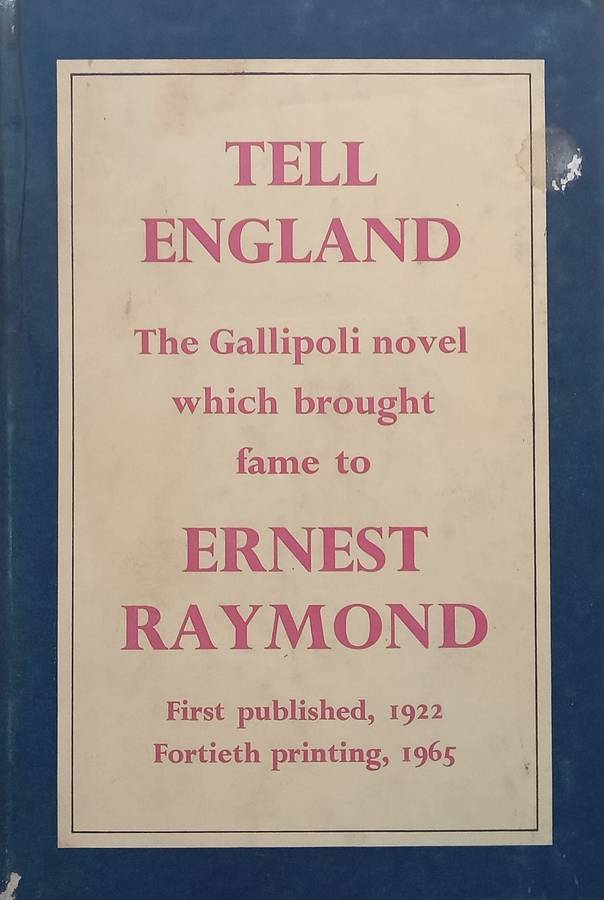 TELL
ENGLAND
The Gallipoli novel
which brought
fame to
ERNEST
RAYMOND
First published, 1922
Fortieth printing, 1965